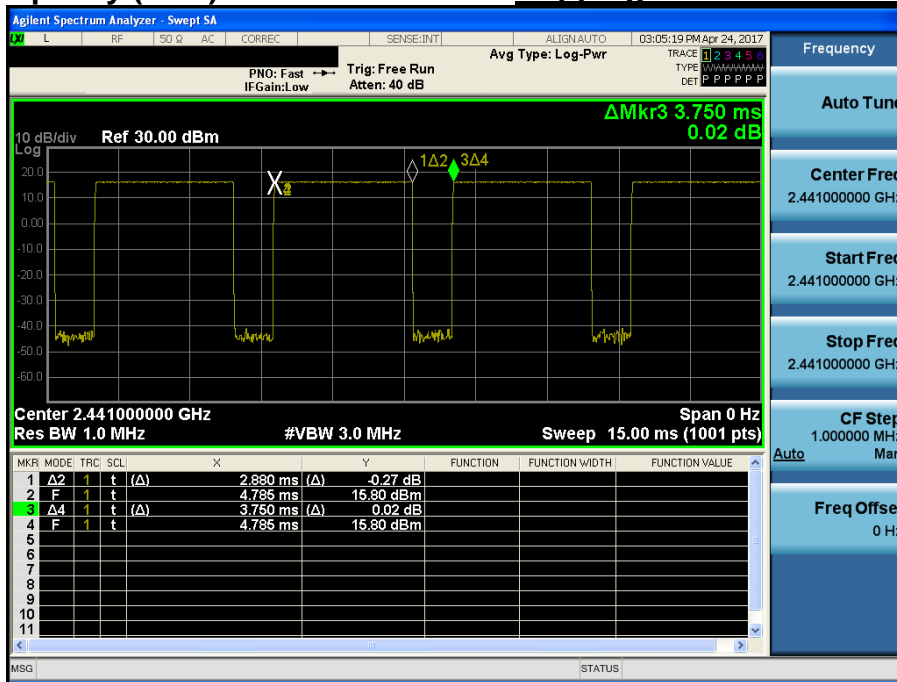 Agilent Spectrum Analyzer - Swept SA
LXI L RF 50 Ω AC CORREC SENSE:INT ALIGN AUTO 03:05:19 PM Apr 24, 2017
Avg Type: Log-Pwr TRACE 1 2 3 4 5 6
TYPE WWWWWW
DET P P P P P P
PNO: Fast Trig: Free Run
IFGain:Low Atten: 40 dB
ΔMkr3 3.750 ms
0.02 dB
10 dB/div Ref 30.00 dBm
Log
1Δ2 3Δ4
20.0
10.0
0.00
-10.0
-20.0
-30.0
-40.0
-50.0
-60.0
Center 2.441000000 GHz Span 0 Hz
Res BW 1.0 MHz #VBW 3.0 MHz Sweep 15.00 ms (1001 pts)
MKR MODE TRC SCL X Y FUNCTION FUNCTION WIDTH FUNCTION VALUE
1 Δ2 1 t (Δ) 2.880 ms (Δ) -0.27 dB
2 F 1 t 4.785 ms 15.80 dBm
3 Δ4 1 t (Δ) 3.750 ms (Δ) 0.02 dB
4 F 1 t 4.785 ms 15.80 dBm
5
6
7
8
9
10
11
MSG STATUS
Frequency
Auto Tune
Center Freq
2.441000000 GHz
Start Freq
2.441000000 GHz
Stop Freq
2.441000000 GHz
CF Step
1.000000 MHz
Auto Man
Freq Offset
0 Hz